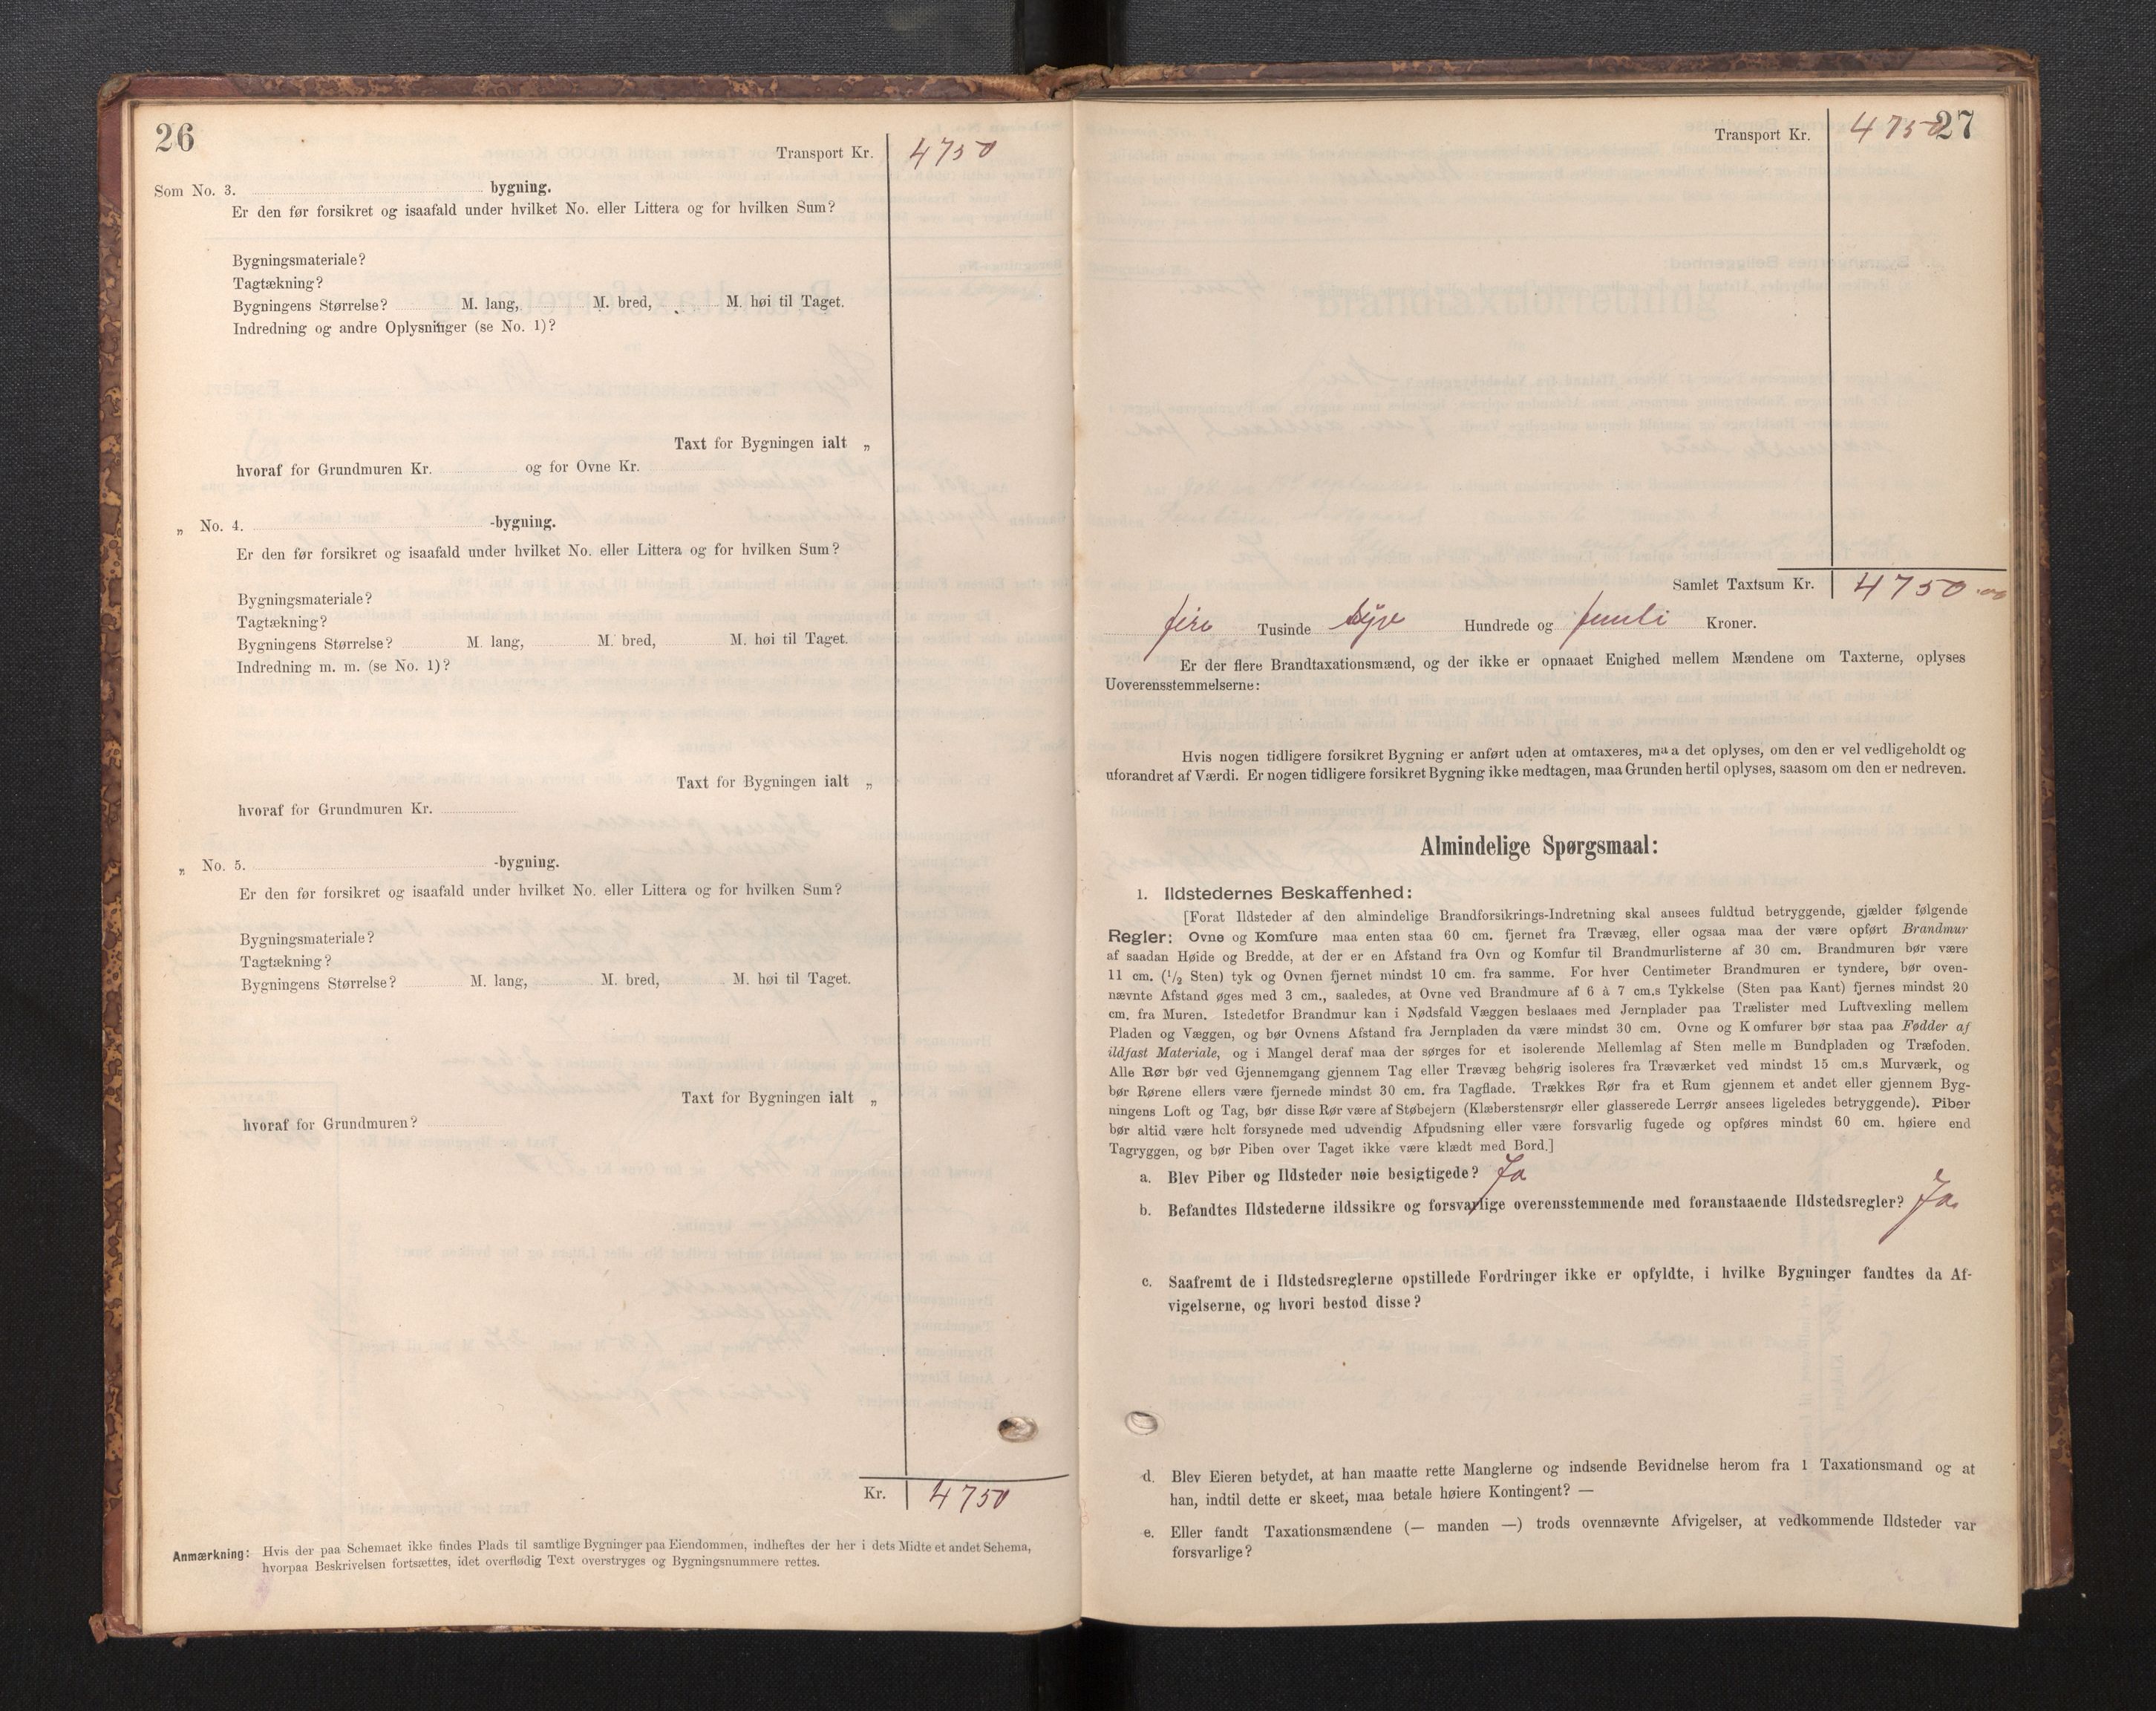 26
Transport Kr. 4750
Som No. 3. bygning.
Er den før forsikret og isaafald under hvilket No. eller Littera og for hvilken Sum?
Bygningsmateriale?
Tagtækning?
Bygningens Størrelse? M. lang, M. bred, M. høi til Taget.
Indredning og andre Oplysninger (se No. 1)?
Taxt for Bygningen ialt „
hvoraf for Grundmuren Kr. og for Ovne Kr.
„ No. 4. -bygning.
Er den før forsikret og isaafald under hvilket No. eller Littera og for hvilken Sum?
Bygningsmateriale?
Tagtækning?
Bygningens Størrelse? M. lang, M. bred, M. høi til Taget.
Indredning m. m. (se No. 1)?
Taxt for Bygningen ialt „
hvoraf for Grundmuren Kr.
„ No. 5. -bygning.
Er den før forsikret og isaafald under hvilket No. eller Littera og for hvilken Sum?
Bygningsmateriale?
Tagtækning?
Bygningens Størrelse? M. lang, M. bred, M. høi til Taget.
Taxt for Bygningen ialt „
hvoraf for Grundmuren?
Kr. 4750
Anmærkning: Hvis der paa Schemaet ikke findes Plads til samtlige Bygninger paa Eiendommen, indheftes der her i dets Midte et andet Schema,
hvorpaa Beskrivelsen fortsættes, idet overflødig Text overstryges og Bygningsnummere rettes.
27
Transport Kr. 4750
Samlet Taxtsum Kr. 4750.00
fire Tusinde syv Hundrede og femti Kroner.
Er der flere Brandtaxationsmænd, og der ikke er opnaaet Enighed mellem Mændene om Taxterne, oplyses
Uoverensstemmelserne:
Hvis nogen tidligere forsikret Bygning er anført uden at omtaxeres, maa det oplyses, om den er vel vedligeholdt og
uforandret af Værdi. Er nogen tidligere forsikret Bygning ikke medtagen, maa Grunden hertil oplyses, saasom om den er nedreven.
Almindelige Spørgsmaal:
1. Ildstedernes Beskaffenhed:
[Forat Ildsteder af den almindelige Brandforsikrings-Indretning skal ansees fuldtud betryggende, gjælder følgende
Regler: Ovne og Komfure maa enten staa 60 cm. fjernet fra Trævæg, eller ogsaa maa der være opført Brandmur
af saadan Høide og Bredde, at der er en Afstand fra Ovn og Komfur til Brandmurlisterne af 30 cm. Brandmuren bør være
11 cm. (1/2 Sten) tyk og Ovnen fjernet mindst 10 cm. fra samme. For hver Centimeter Brandmuren er tyndere, bør oven-
nævnte Afstand øges med 3 cm., saaledes, at Ovne ved Brandmure af 6 à 7 cm.s Tykkelse (Sten paa Kant) fjernes mindst 20
cm. fra Muren. Istedetfor Brandmur kan i Nødsfald Væggen beslaaes med Jernplader paa Trælister med Luftvexling mellem
Pladen og Væggen, og bør Ovnens Afstand fra Jernpladen da være mindst 30 cm. Ovne og Komfurer bør staa paa Fødder af
ildfast Materiale, og i Mangel deraf maa der sørges for et isolerende Mellemlag af Sten mellem Bundpladen og Træfoden.
Alle Rør bør ved Gjennemgang gjennem Tag eller Trævæg behørig isoleres fra Træværket ved mindst 15 cm.s Murværk, og
bør Rørene ellers være fjernede mindst 30 cm. fra Tagflade. Trækkes Rør fra et Rum gjennem et andet eller gjennem Byg-
ningens Loft og Tag, bør disse Rør være af Støbejern (Klæberstensrør eller glasserede Lerrør ansees ligeledes betryggende). Piber
bør altid være helt forsynede med udvendig Afpudsning eller være forsvarlig fugede og opføres mindst 60 cm. høiere end
Tagryggen, og bør Piben over Taget ikke være klædt med Bord.]
a. Blev Piber og Ildsteder nøie besigtigede? Ja
b. Befandtes Ildstederne ildssikre og forsvarlige overensstemmende med foranstaaende Ildstedsregler? Ja.
c. Saafremt de i Ildstedsreglerne opstillede Fordringer ikke er opfyldte, i hvilke Bygninger fandtes da Af-
vigelserne, og hvori bestod disse?
d. Blev Eieren betydet, at han maatte rette Manglerne og indsende Bevidnelse herom fra 1 Taxationsmand og at
han, indtil dette er skeet, maa betale høiere Kontingent? —
e. Eller fandt Taxationsmændene (— manden —) trods ovennævnte Afvigelser, at vedkommende Ildsteder var
forsvarlige?